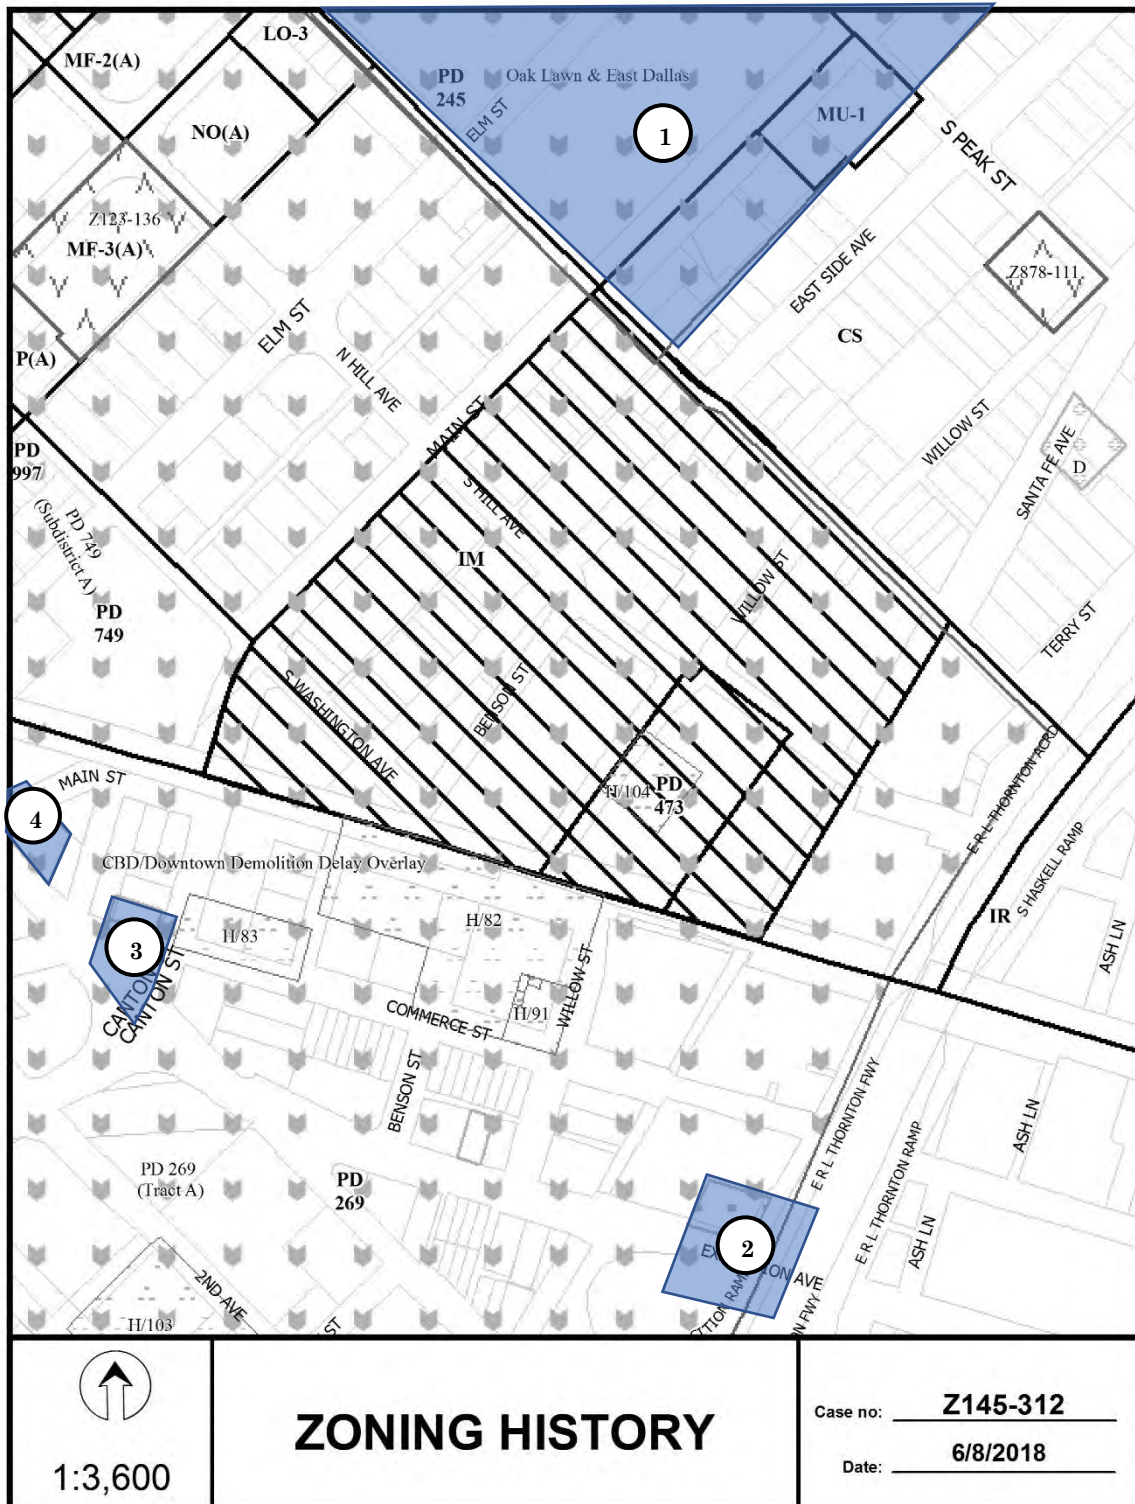 LO-3
MF-2(A)
PD
245
Oak Lawn & East Dallas
ELM ST
MU-1
1
NO(A)
S PEAK ST
Z123-136
MF-3(A)
EAST SIDE AVE
Z878-111
ELM ST
CS
P(A)
N HILL AVE
MAIN ST
WILLOW ST
PD
997
SANTA FE AVE
D
S HILL AVE
PD 749
(Subdistrict A)
IM
WILLOW ST
PD
749
TERRY ST
BENSON ST
S WASHINGTON AVE
MAIN ST
H/104
PD
473
E R L THORNTON ACRD
4
S HASKELL RAMP
CBD/Downtown Demolition Delay Overlay
IR
H/82
H/83
3
ASH LN
CANTON ST
CANTON ST
WILLOW ST
H/91
COMMERCE ST
BENSON ST
E R L THORNTON FWY
ASH LN
E R L THORNTON RAMP
PD 269
(Tract A)
PD
269
2
ASH LN
ON AVE
2ND AVE
H/103
ST
1:3,600
ZONING HISTORY
Case no: Z145-312
Date: 6/8/2018